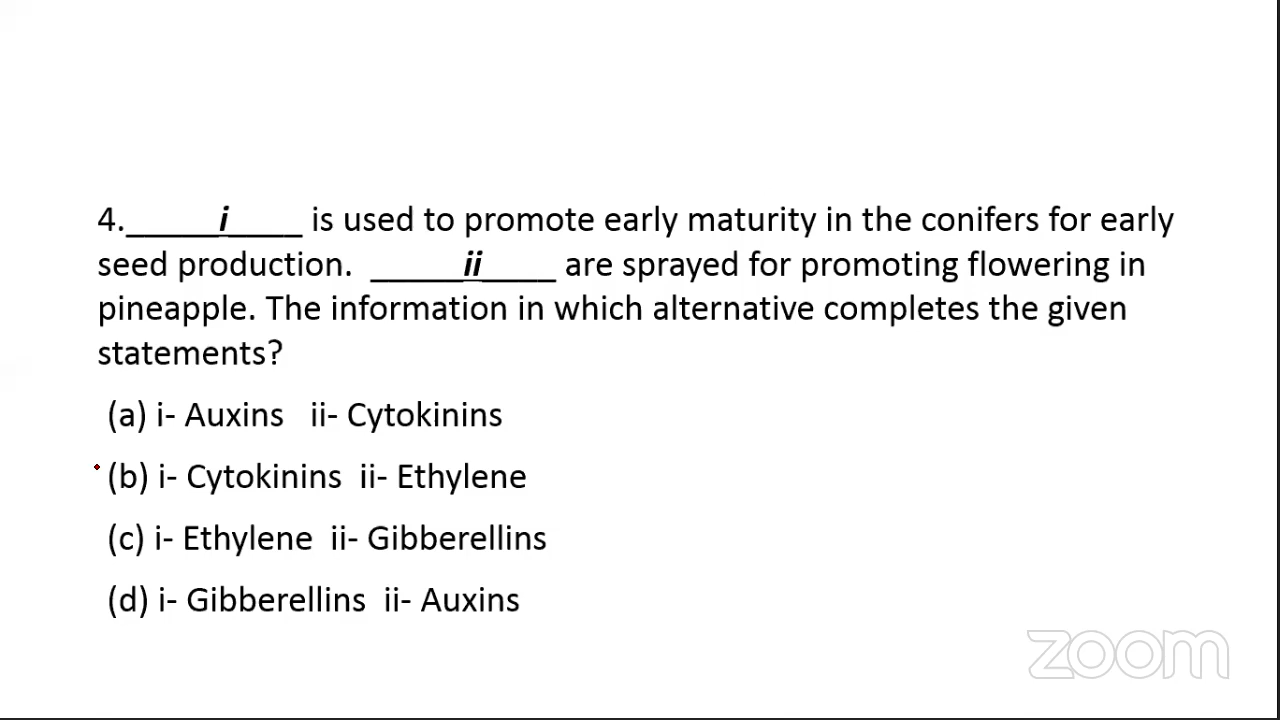 4._____i____ is used to promote early maturity in the conifers for early
seed production. _____ii____ are sprayed for promoting flowering in
pineapple. The information in which alternative completes the given
statements?
(a) i- Auxins ii- Cytokinins
(b) i- Cytokinins ii- Ethylene
(c) i- Ethylene ii- Gibberellins
(d) i- Gibberellins ii- Auxins
zoom